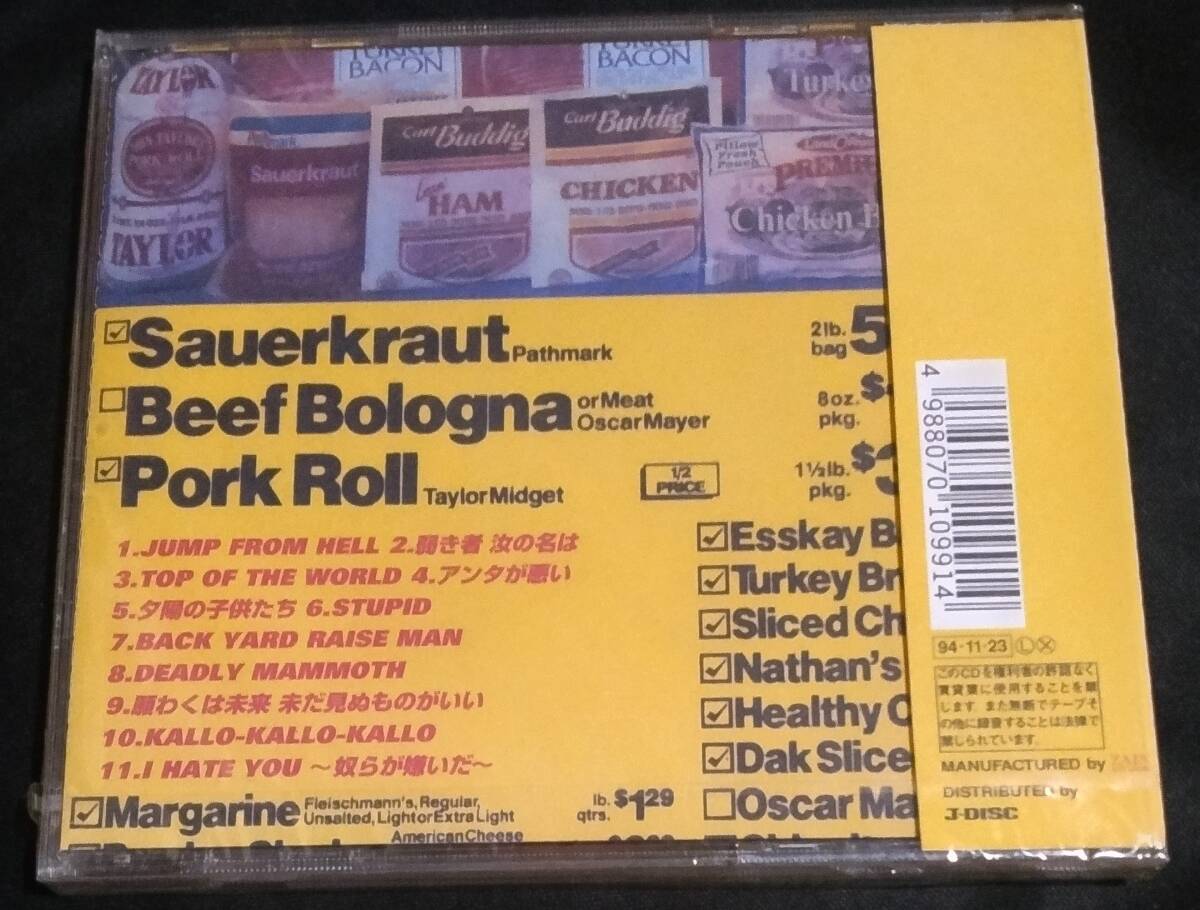 TURKEY BACON
TURKEY BACON
TAYLOR
PORK ROLL
TAYLOR
Sauerkraut
Carl Buddig
Lean
HAM
Carl Buddig
CHICKEN
Turkey
Pillow
Fresh
Pouch
PREMI
Chicken B
☑Sauerkraut Pathmark 2lb. bag 5
☐Beef Bologna or Meat Oscar Mayer 8oz. pkg. $
☑Pork Roll Taylor Midget 1/2 PRICE 1½lb. pkg. $
1.JUMP FROM HELL 2.弱き者 汝の名は
3.TOP OF THE WORLD 4.アンタが悪い
5.夕陽の子供たち 6.STUPID
7.BACK YARD RAISE MAN
8.DEADLY MAMMOTH
9.願わくは未来 未だ見ぬものがいい
10.KALLO-KALLO-KALLO
11.I HATE YOU 〜奴らが嫌いだ〜
☑Margarine Fleischmann's, Regular, Unsalted, Light or Extra Light lb. qtrs. $1 29
American Cheese
☑Esskay B
☑Turkey Br
☑Sliced Ch
☑Nathan's
☑Healthy C
☑Dak Slice
☐Oscar Ma
4 988070 109914
94·11·23 Ⓛ Ⓧ
このCDを権利者の許諾なく
賃貸業に使用することを禁
じます。また無断でテープそ
の他に録音することは法律で
禁じられています。
MANUFACTURED by
DISTRIBUTED by
J-DISC